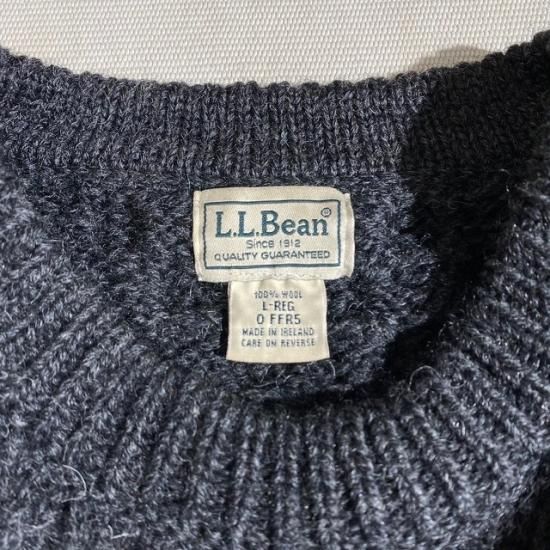 L.L.Bean®
Since 1912
QUALITY GUARANTEED
100% WOOL
L-REG
0 FFR5
MADE IN IRELAND
CARE ON REVERSE